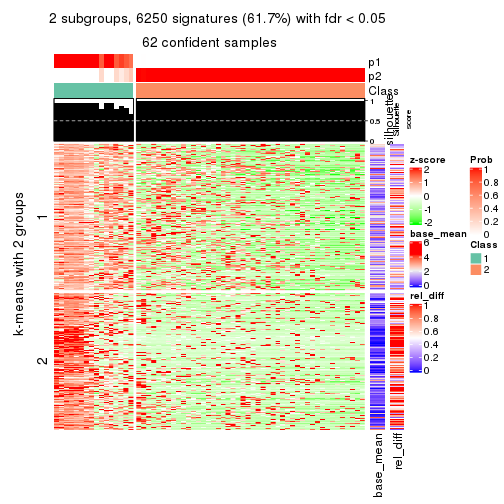 2 subgroups, 6250 signatures (61.7%) with fdr < 0.05
62 confident samples
p1
p2
Class
1
0.5
0
silhouette
Silhouette
score
k-means with 2 groups
1
2
base_mean
rel_diff
z-score
2
1
0
-1
-2
base_mean
6
4
2
0
rel_diff
1
0.8
0.6
0.4
0.2
0
Prob
1
0.8
0.6
0.4
0.2
0
Class
1
2